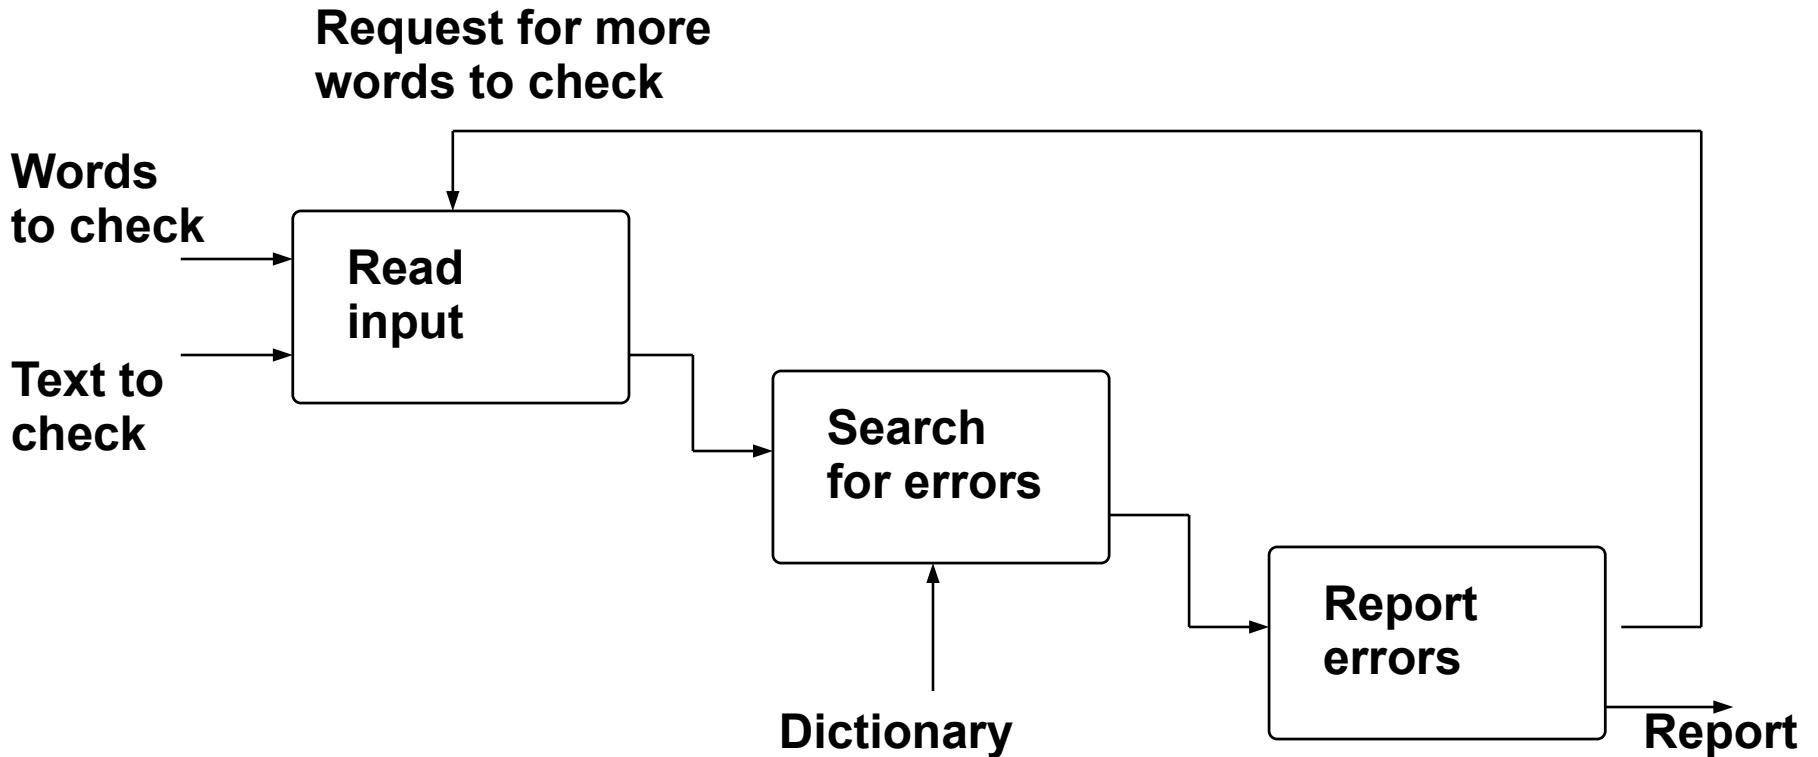 Request for more
words to check
Words
to check
Read
input
Text to
check
Search
for errors
Report
errors
Dictionary
Report